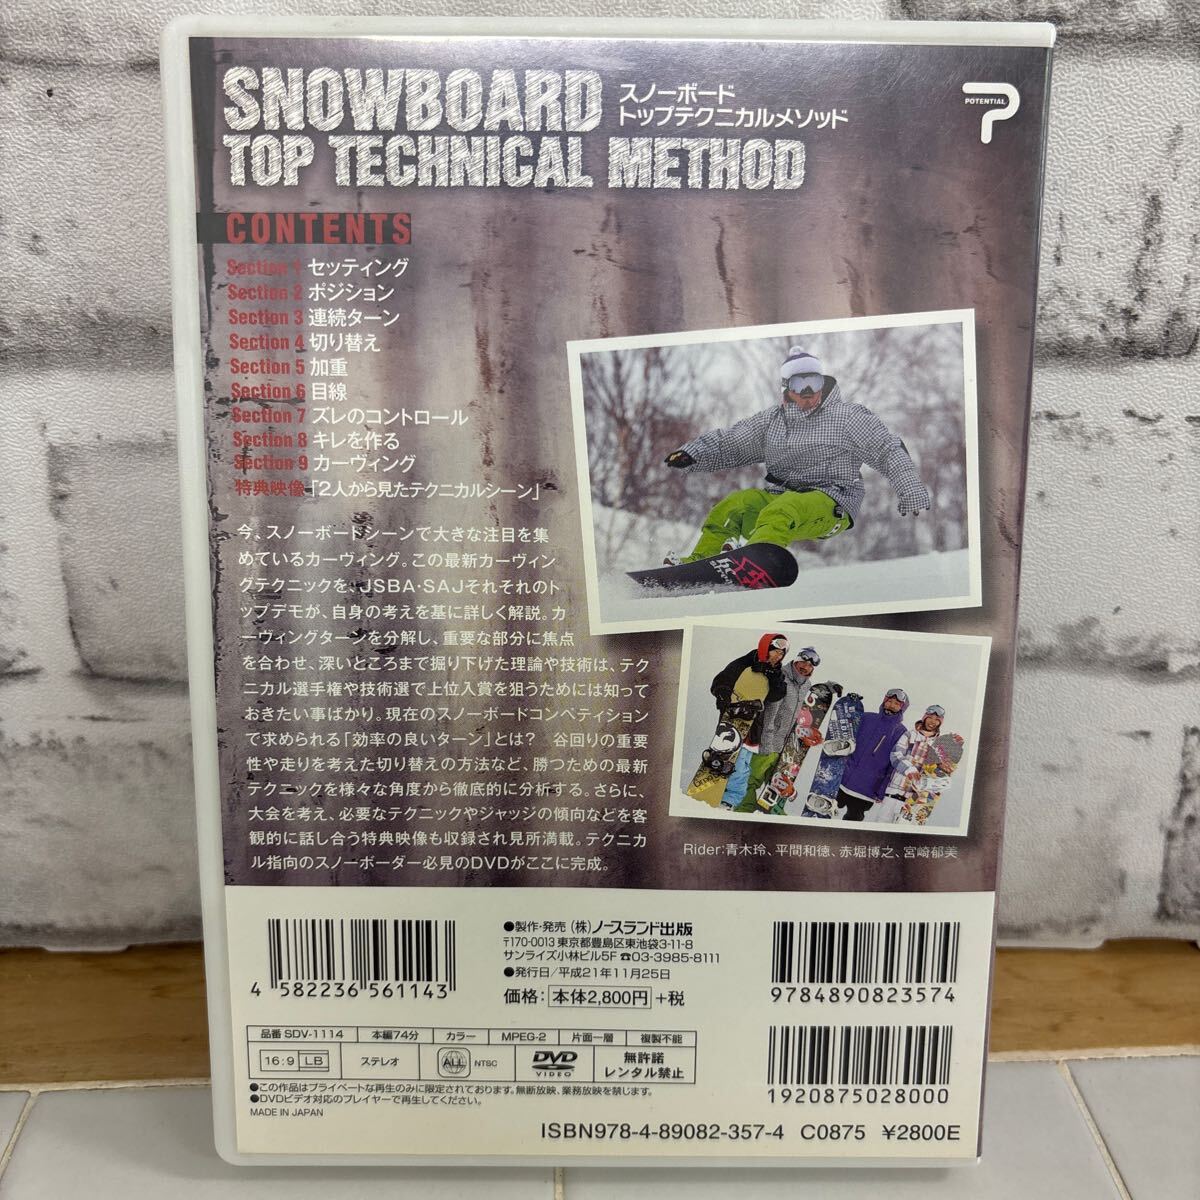 SNOWBOARD
TOP TECHNICAL METHOD
スノーボード
トップテクニカルメソッド
POTENTIAL
CONTENTS
Section 1 セッティング
Section 2 ポジション
Section 3 連続ターン
Section 4 切り替え
Section 5 加重
Section 6 目線
Section 7 ズレのコントロール
Section 8 キレを作る
Section 9 カーヴィング
特典映像「2人から見たテクニカルシーン」
今、スノーボードシーンで大きな注目を集
めているカーヴィング。この最新カーヴィン
グテクニックを、JSBA・SAJそれぞれのト
ップデモが、自身の考えを基に詳しく解説。カ
ーヴィングターンを分解し、重要な部分に焦点
を合わせ、深いところまで掘り下げた理論や技術は、テク
ニカル選手権や技術選で上位入賞を狙うためには知って
おきたい事ばかり。現在のスノーボードコンペティション
で求められる「効率の良いターン」とは? 谷回りの重要
性や走りを考えた切り替えの方法など、勝つための最新
テクニックを様々な角度から徹底的に分析する。さらに、
大会を考え、必要なテクニックやジャッジの傾向などを客
観的に話し合う特典映像も収録され見所満載。テクニカ
ル指向のスノーボーダー必見のDVDがここに完成。
Rider:青木玲、平間和徳、赤堀博之、宮崎郁美
4 582236 561143
●製作・発売 (株)ノースランド出版
〒170-0013 東京都豊島区東池袋3-11-8
サンライズ小林ビル5F ☎03-3985-8111
●発行日/平成21年11月25日
価格: 本体2,800円 +税
9784890823574
品番 SDV-1114 本編74分 カラー MPEG-2 片面一層 複製不能
16:9 LB ステレオ ALL NTSC DVD VIDEO 無許諾 レンタル禁止
●この作品はプライベートな再生のみに限定されております。無断放映、業務放映を禁じます。
●DVDビデオ対応のプレイヤーで再生してください。
MADE IN JAPAN
1920875028000
ISBN978-4-89082-357-4 C0875 ¥2800E